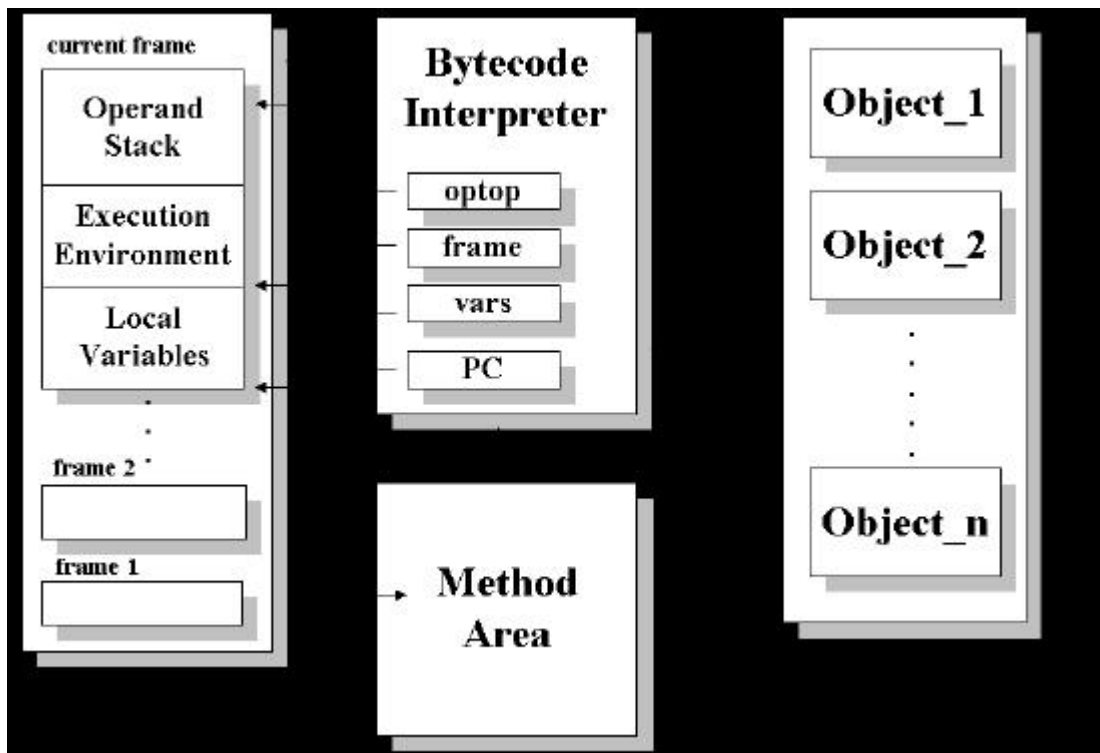 current frame
Operand
Stack
Execution
Environment
Local
Variables
frame 2
frame 1
Bytecode
Interpreter
optop
frame
vars
PC
Method
Area
Object_1
Object_2
Object_n